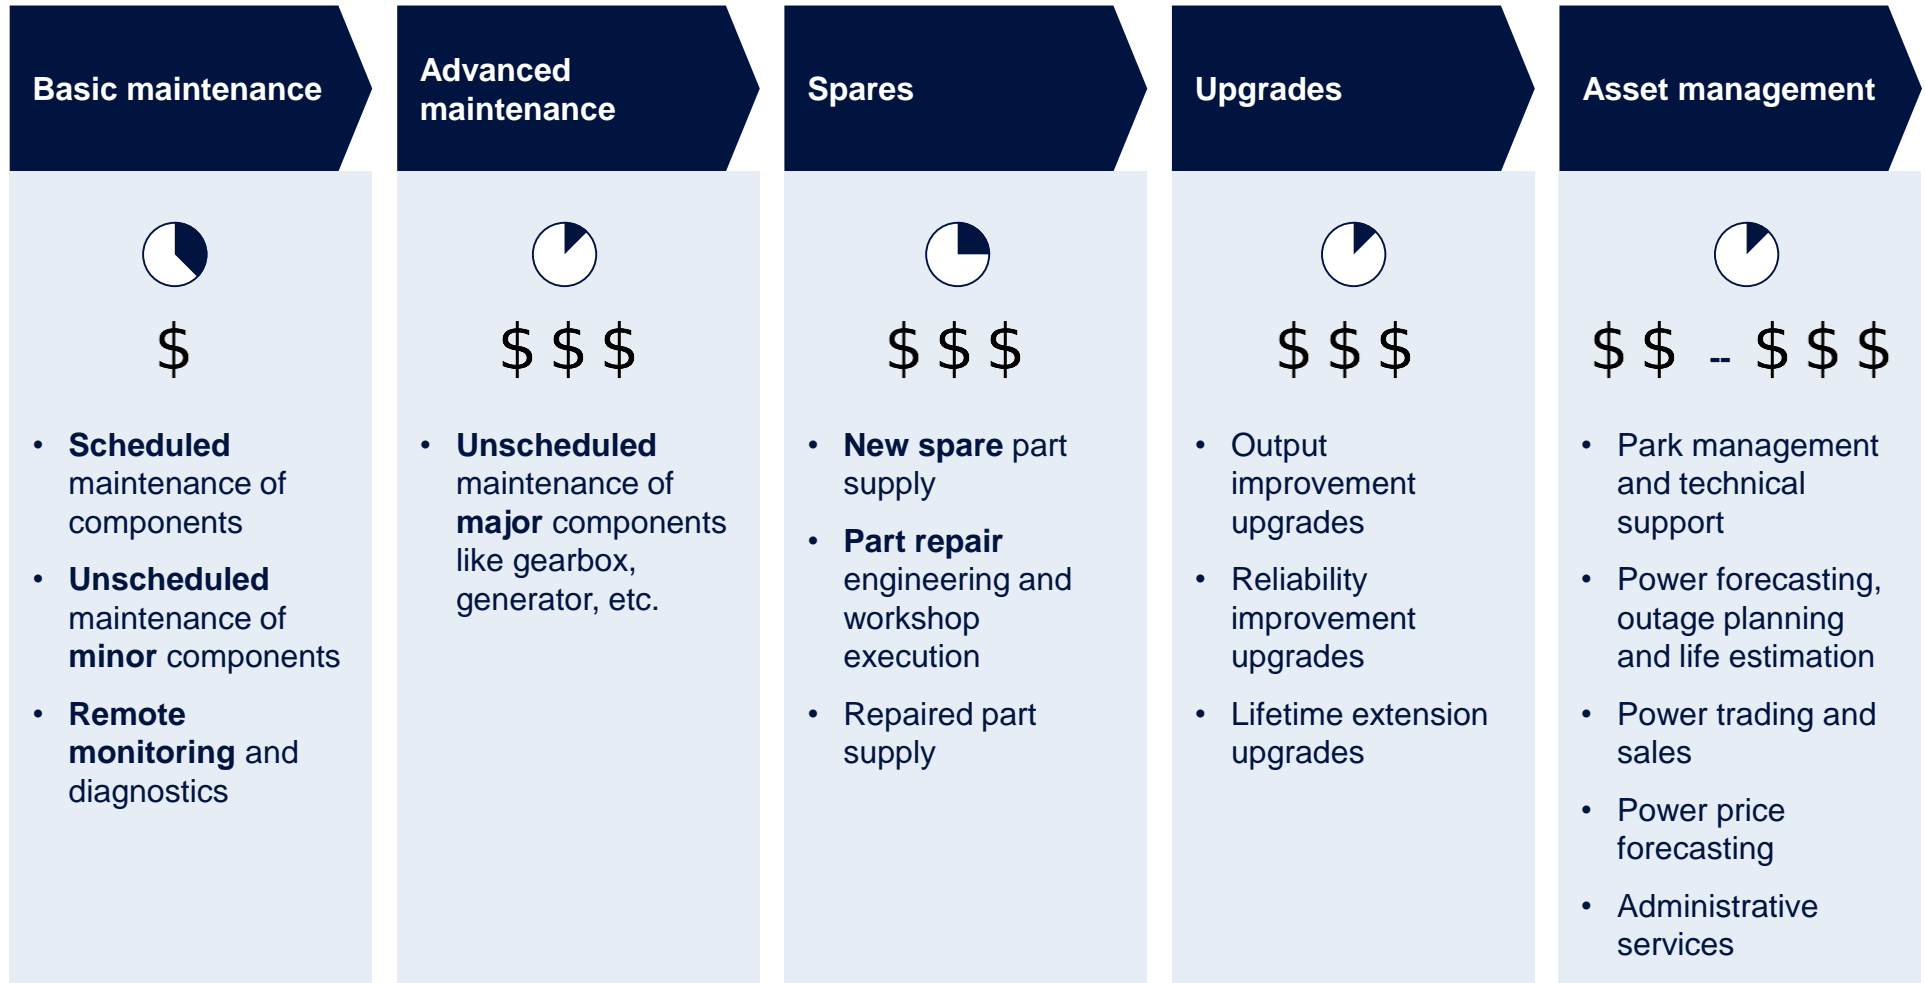 Basic maintenance
$
• Scheduled
maintenance of
components
• Unscheduled
maintenance of
minor components
• Remote
monitoring and
diagnostics
Advanced
maintenance
$ $ $
• Unscheduled
maintenance of
major components
like gearbox,
generator, etc.
Spares
$ $ $
• New spare part
supply
• Part repair
engineering and
workshop
execution
• Repaired part
supply
Upgrades
$ $ $
• Output
improvement
upgrades
• Reliability
improvement
upgrades
• Lifetime extension
upgrades
Asset management
$ $ -- $ $ $
• Park management
and technical
support
• Power forecasting,
outage planning
and life estimation
• Power trading and
sales
• Power price
forecasting
• Administrative
services